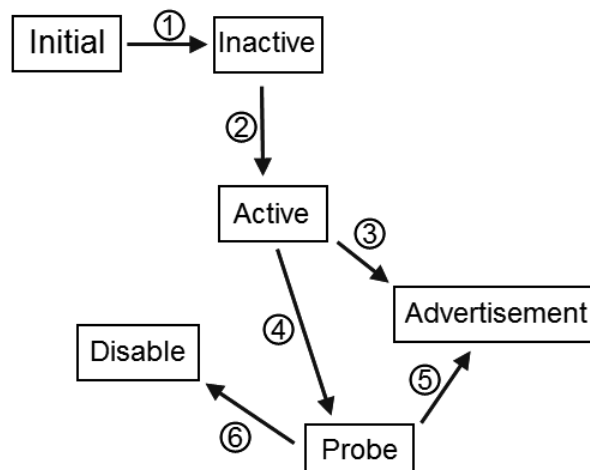 Initial
①
Inactive
②
Active
③
Advertisement
④
Disable
⑤
⑥
Probe